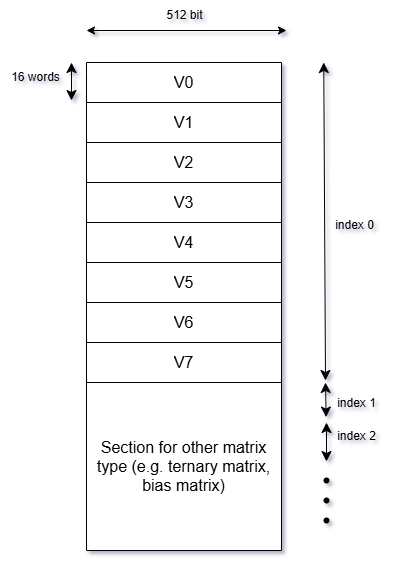 512 bit
16 words
V0
V1
V2
V3
V4
V5
V6
V7
index 0
index 1
index 2
Section for other matrix
type (e.g. ternary matrix,
bias matrix)